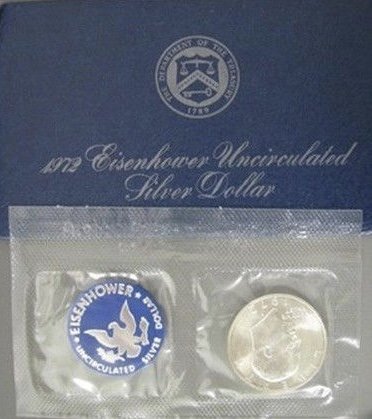 THE DEPARTMENT OF THE TREASURY
1789
1972 Eisenhower Uncirculated
Silver Dollar
EISENHOWER DOLLAR
UNCIRCULATED SILVER